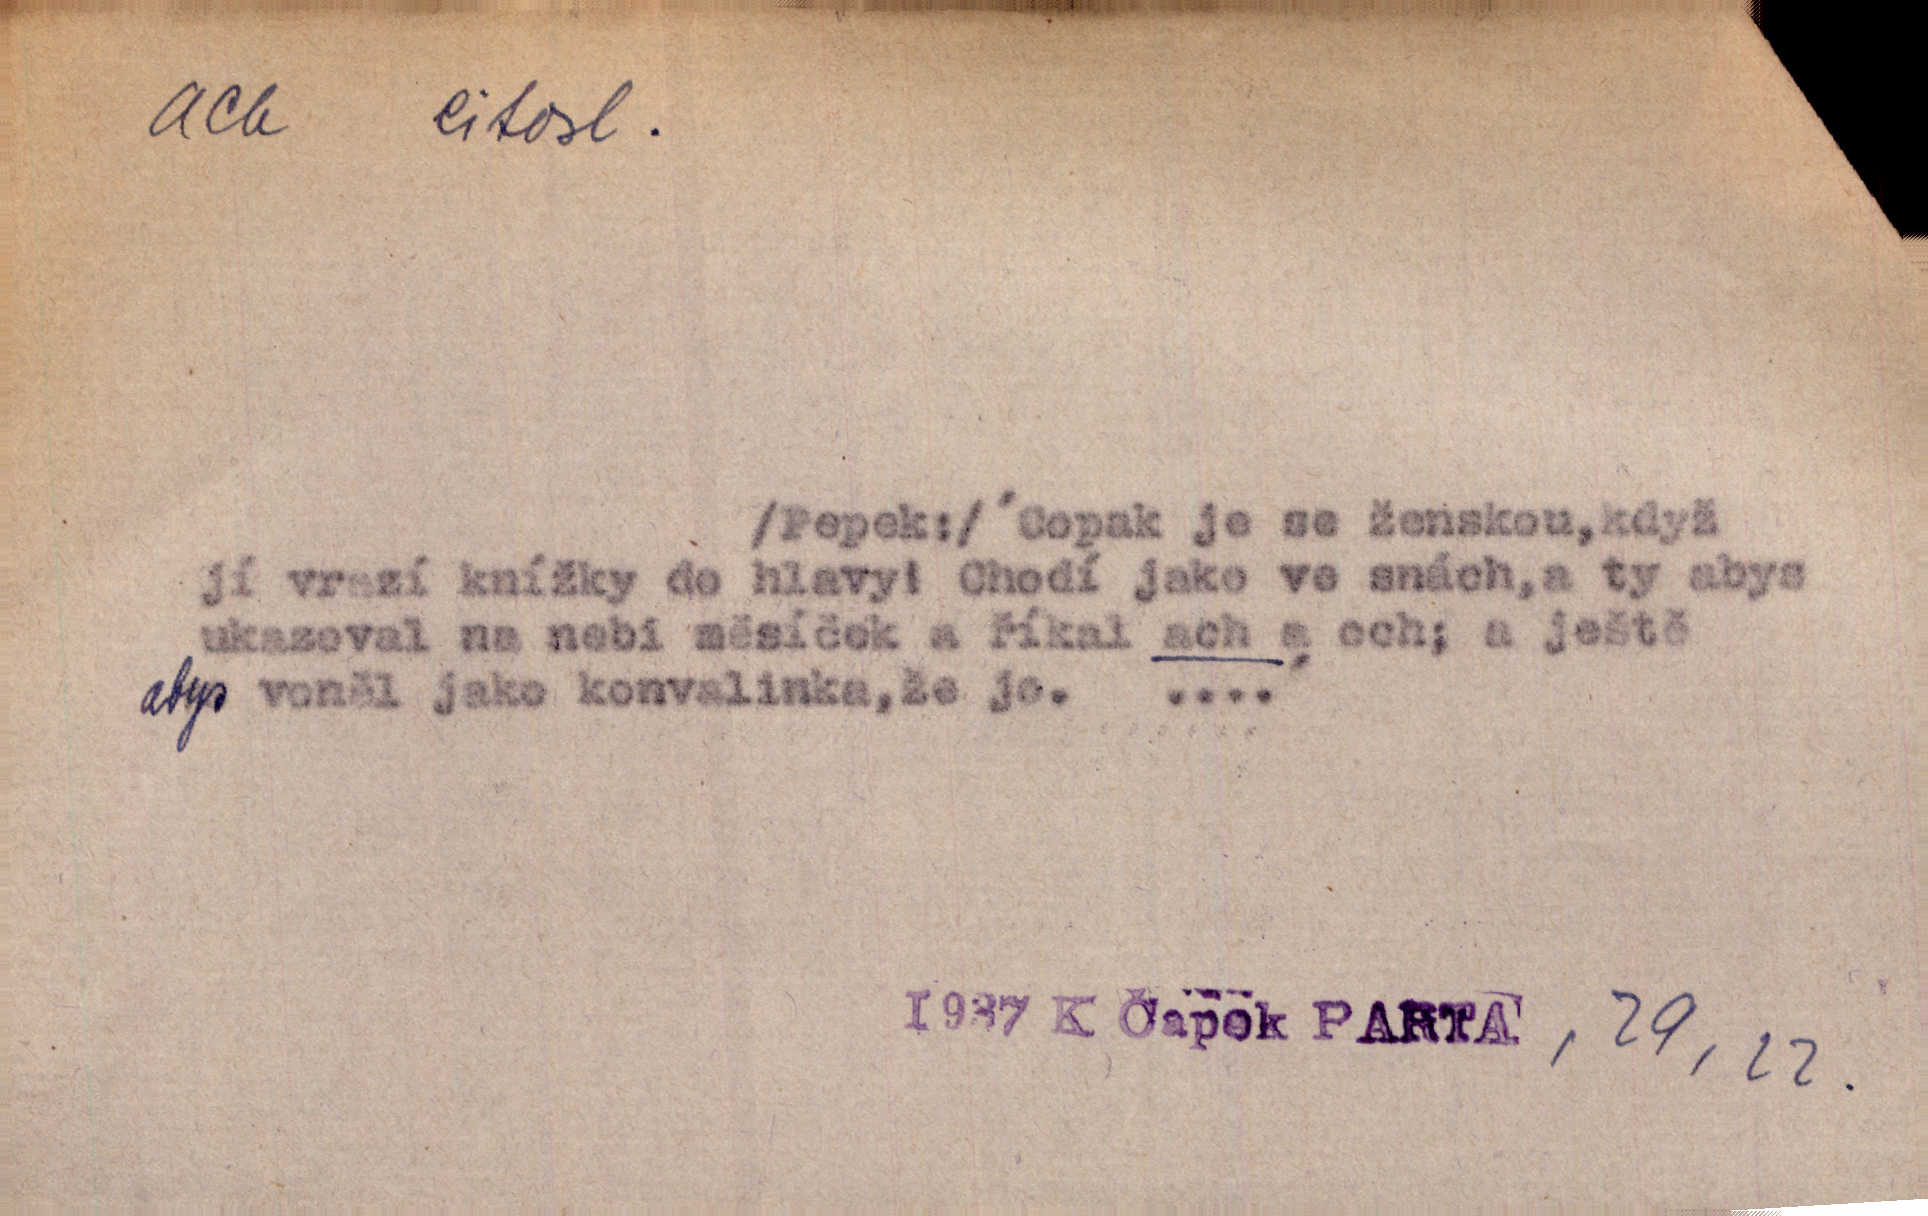 ach citosl.
/Pepek:/ Copak je se ženskou,když
jí vrazí knížky do hlavy! Chodí jako ve snách,a ty abys
ukazoval na nebi měsíček a říkal ach a och; a ještě
abys voněl jako konvalinka,že jo. ....
1937 K Čapek PARTA, 29, 22.